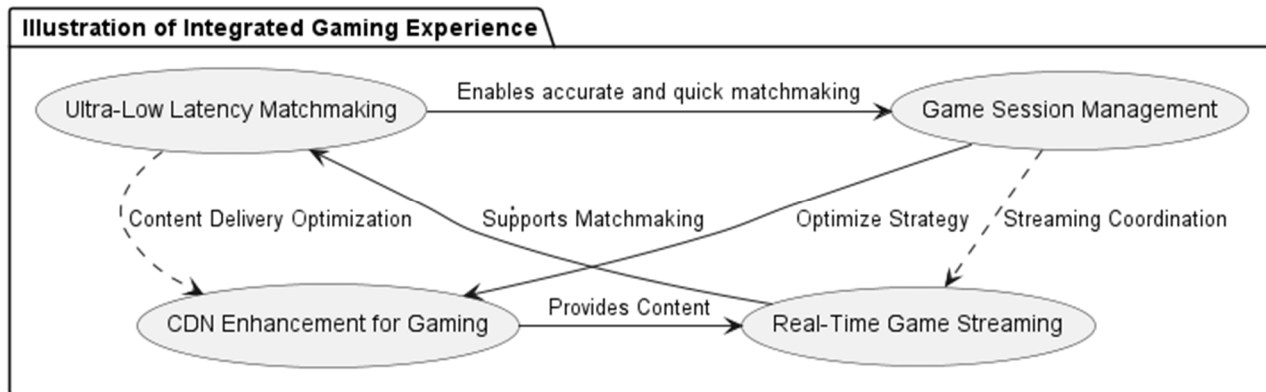 Illustration of Integrated Gaming Experience
Enables accurate and quick matchmaking
Ultra-Low Latency Matchmaking
Game Session Management
Content Delivery Optimization
Supports Matchmaking
Optimize Strategy
Streaming Coordination
Provides Content
CDN Enhancement for Gaming
Real-Time Game Streaming